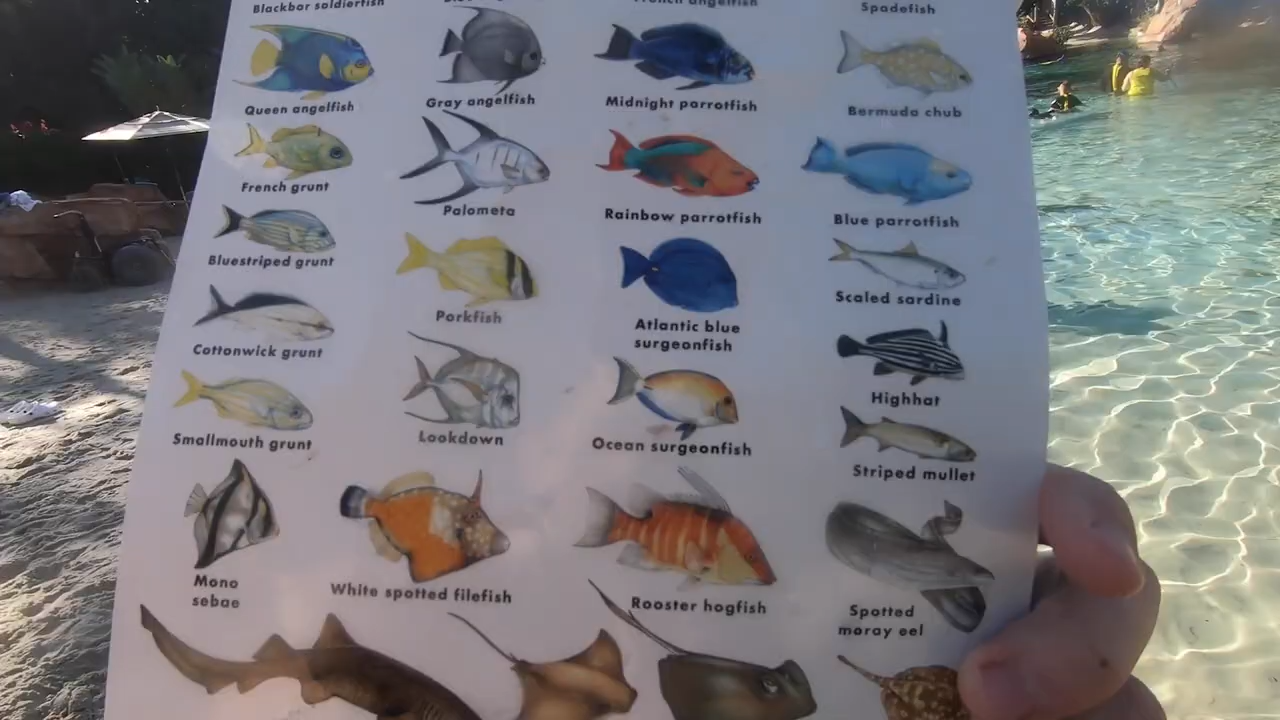 Blackbar soldierfish
French angelfish
Spadefish
Queen angelfish
Gray angelfish
Midnight parrotfish
Bermuda chub
French grunt
Palometa
Rainbow parrotfish
Blue parrotfish
Bluestriped grunt
Porkfish
Atlantic blue
surgeonfish
Scaled sardine
Cottonwick grunt
Lookdown
Ocean surgeonfish
Highhat
Smallmouth grunt
Striped mullet
Mono
sebae
White spotted filefish
Rooster hogfish
Spotted
moray eel